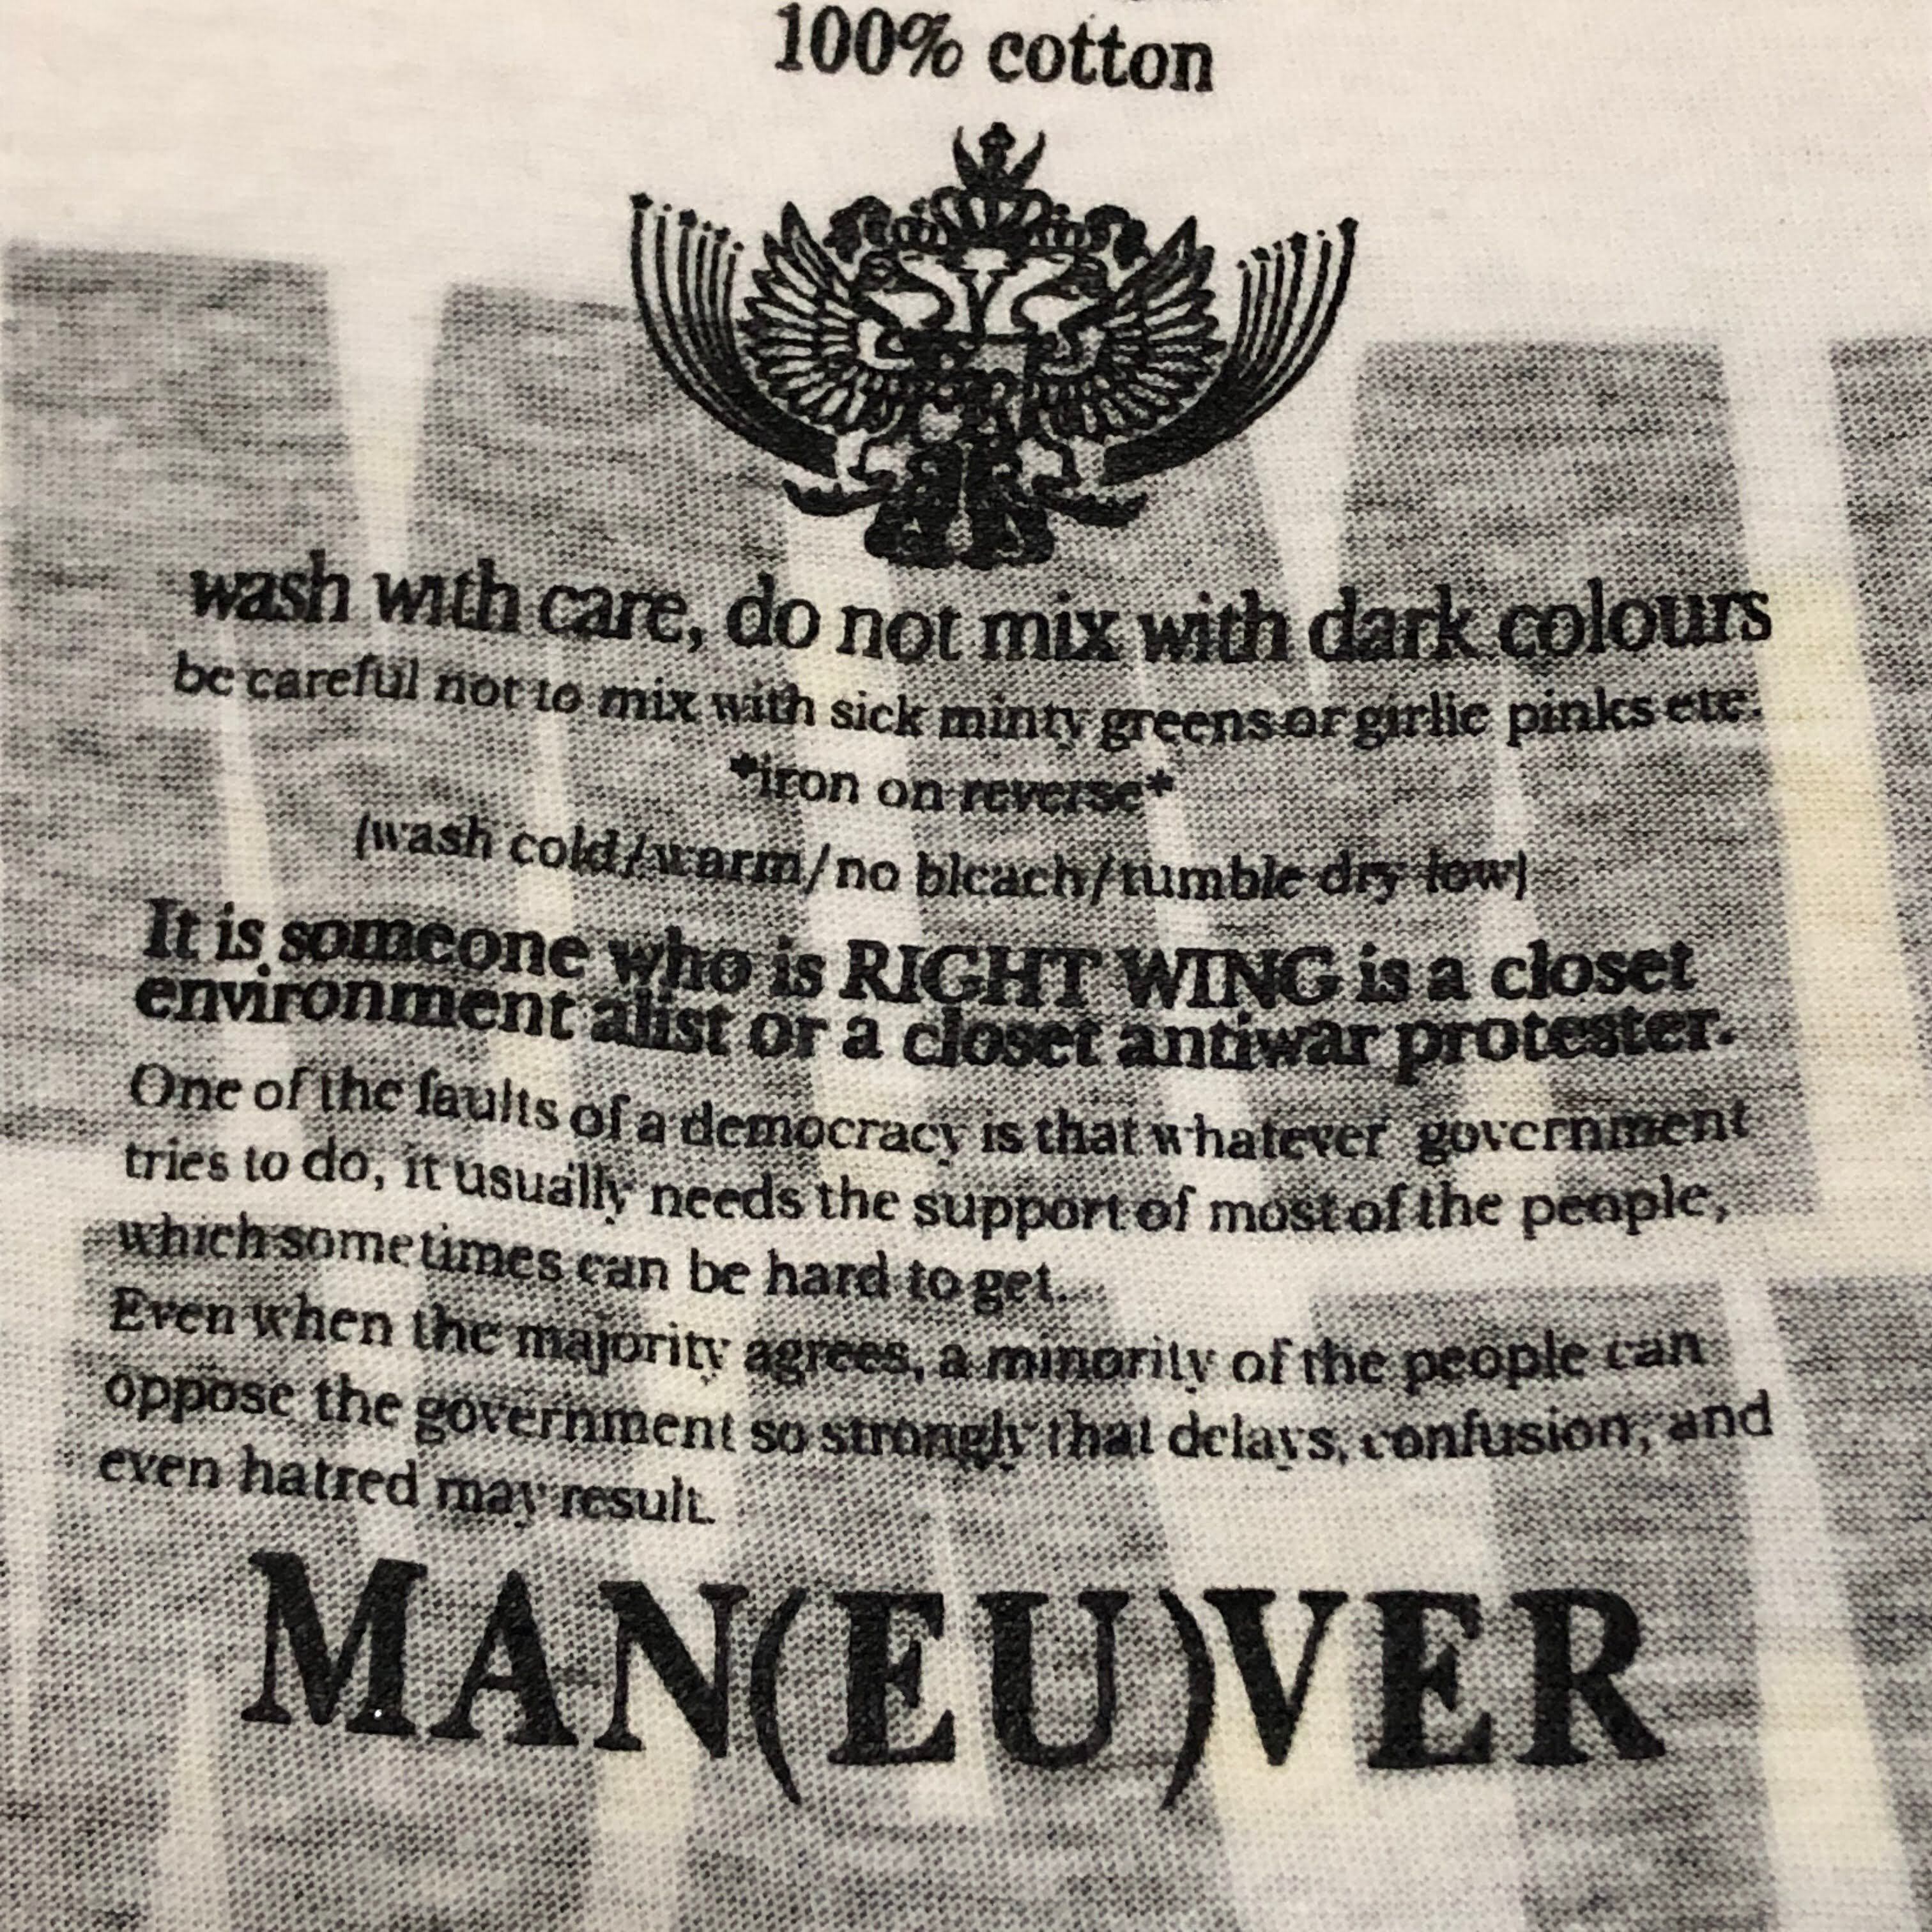 100% cotton
wash with care, do not mix with dark colours
be careful not to mix with sick minty greens or girlie pinks etc.
*iron on reverse*
(wash cold/warm/no bleach/tumble dry low)
It is someone who is RIGHT WING is a closet
environment alist or a closet antiwar protester.
One of the faults of a democracy is that whatever government
tries to do, it usually needs the support of most of the people,
which sometimes can be hard to get.
Even when the majority agrees, a minority of the people can
oppose the government so strongly that delays, confusion, and
even hatred may result.
MAN(EU)VER